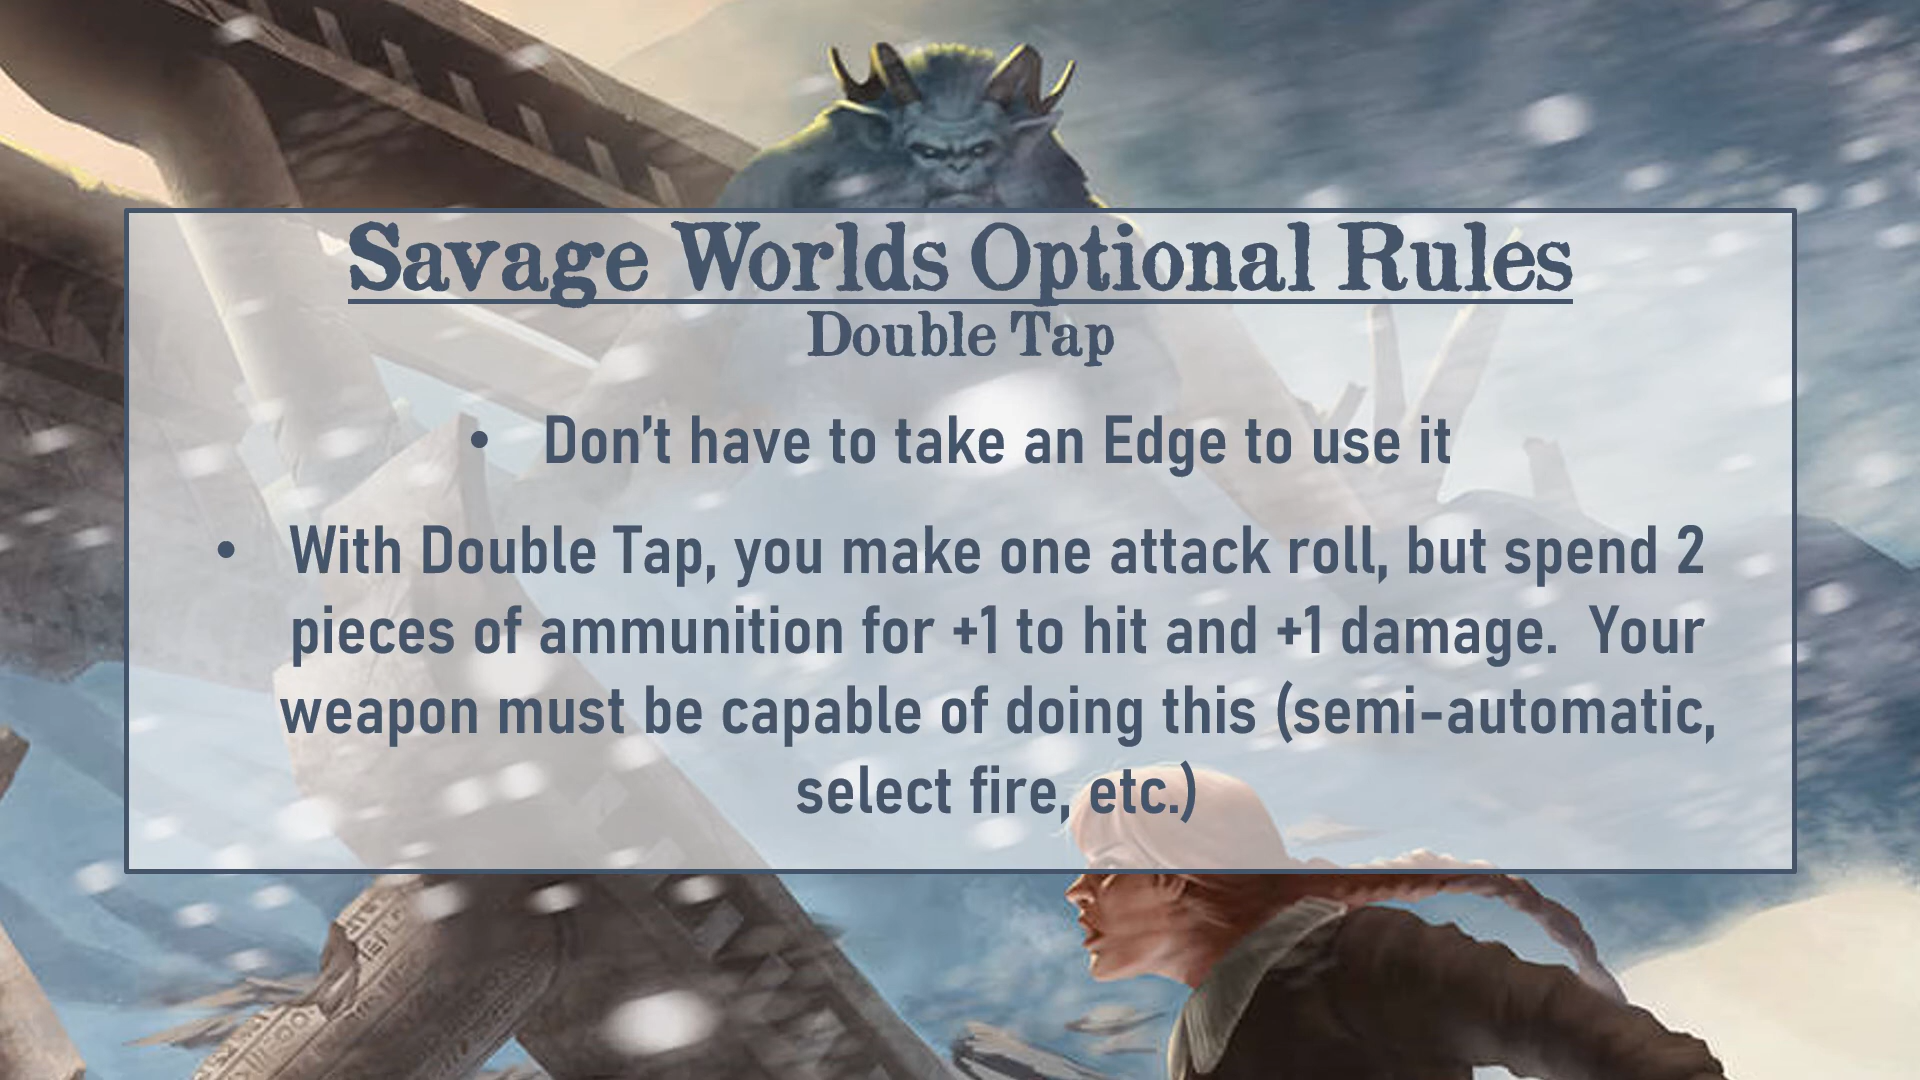 Savage Worlds Optional Rules
Double Tap
• Don't have to take an Edge to use it
• With Double Tap, you make one attack roll, but spend 2
pieces of ammunition for +1 to hit and +1 damage.  Your
weapon must be capable of doing this (semi-automatic,
select fire, etc.)